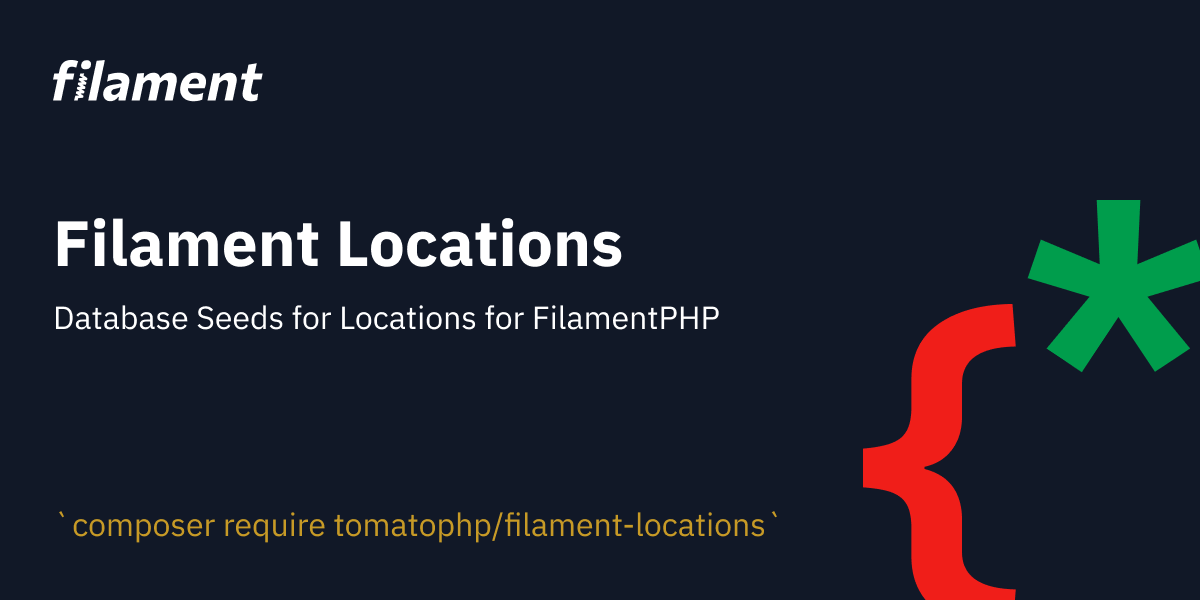 filament
Filament Locations
Database Seeds for Locations for FilamentPHP
`composer require tomatophp/filament-locations`
{*